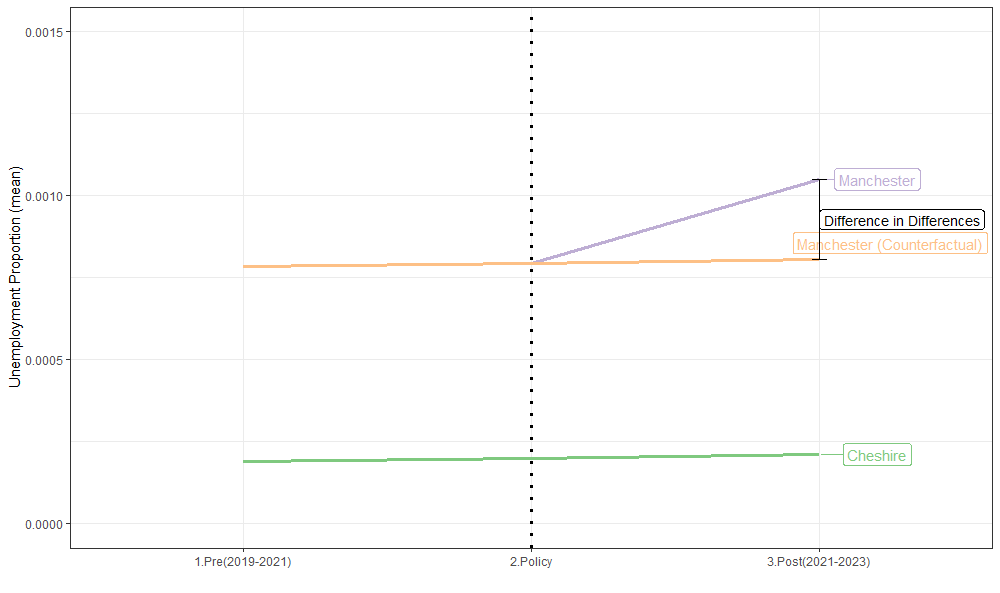 0.0015
Manchester
0.0010
Difference in Differences
Manchester (Counterfactual)
Unemployment Proportion (mean)
0.0005
Cheshire
0.0000
1.Pre(2019-2021)
2.Policy
3.Post(2021-2023)